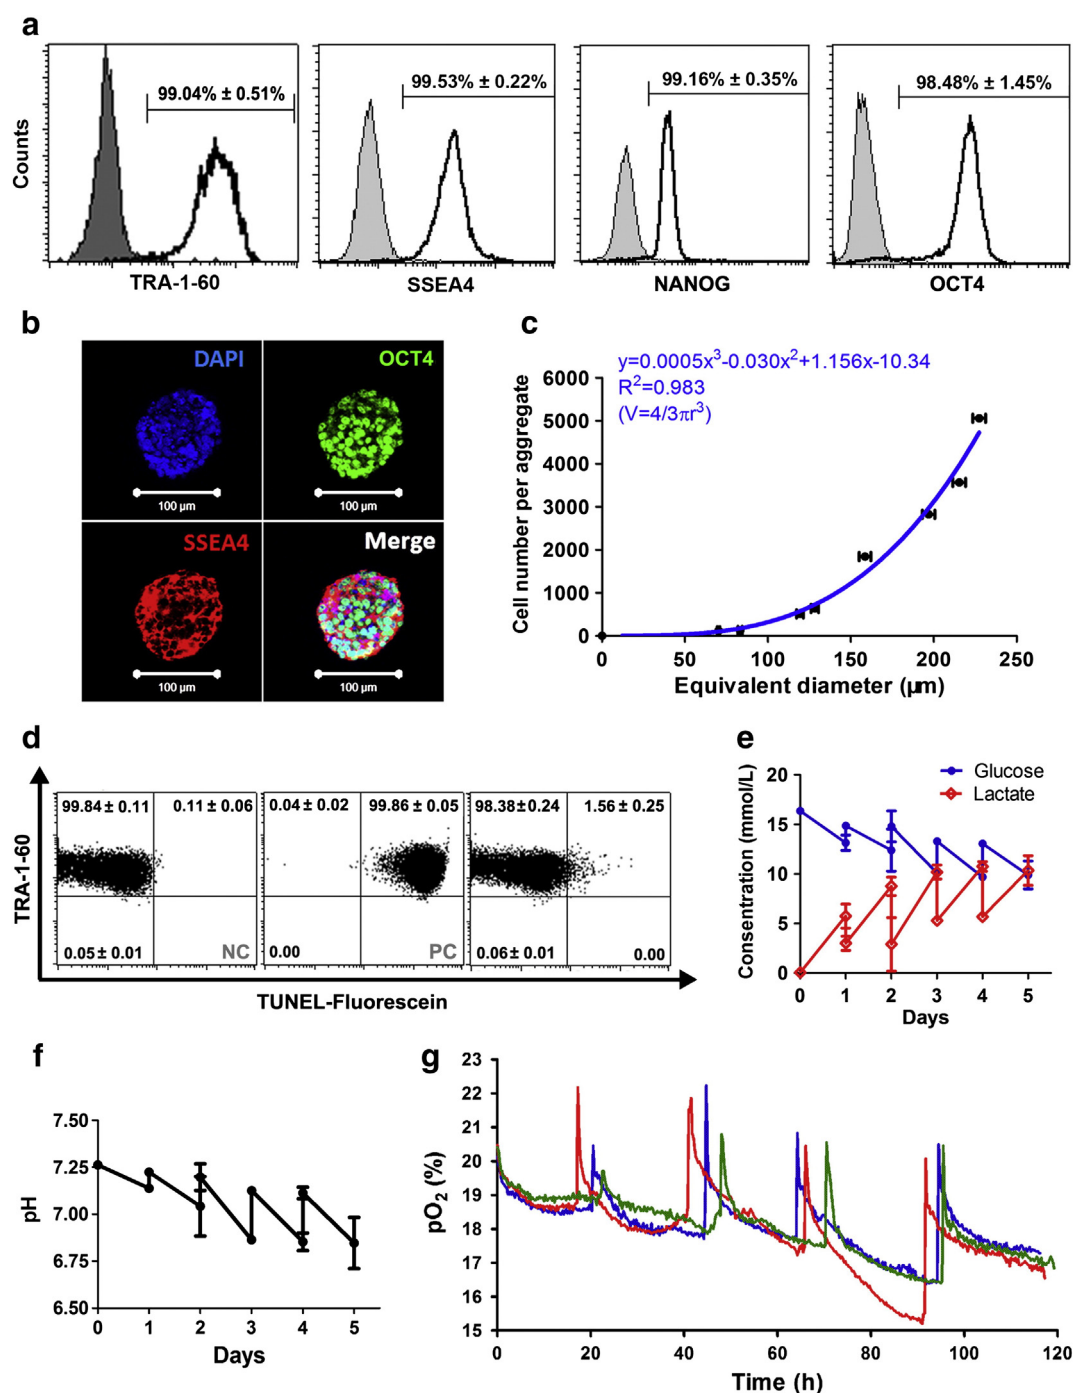 a
99.04% ± 0.51%
99.53% ± 0.22%
99.16% ± 0.35%
98.48% ± 1.45%
Counts
TRA-1-60
SSEA4
NANOG
OCT4
b
DAPI
OCT4
100 µm
100 µm
SSEA4
Merge
100 µm
100 µm
c
y=0.0005x³-0.030x²+1.156x-10.34
R²=0.983
(V=4/3πr³)
Cell number per aggregate
6000
5000
4000
3000
2000
1000
0
0 50 100 150 200 250
Equivalent diameter (µm)
d
TRA-1-60
99.84 ± 0.11 0.11 ± 0.06
0.05 ± 0.01 NC
0.04 ± 0.02 99.86 ± 0.05
0.00 PC
98.38 ± 0.24 1.56 ± 0.25
0.06 ± 0.01 0.00
TUNEL-Fluorescein
e
Glucose
Lactate
Consentration (mmol/L)
20
15
10
5
0
0 1 2 3 4 5
Days
f
pH
7.50
7.25
7.00
6.75
6.50
0 1 2 3 4 5
Days
g
pO₂ (%)
23
22
21
20
19
18
17
16
15
0 20 40 60 80 100 120
Time (h)